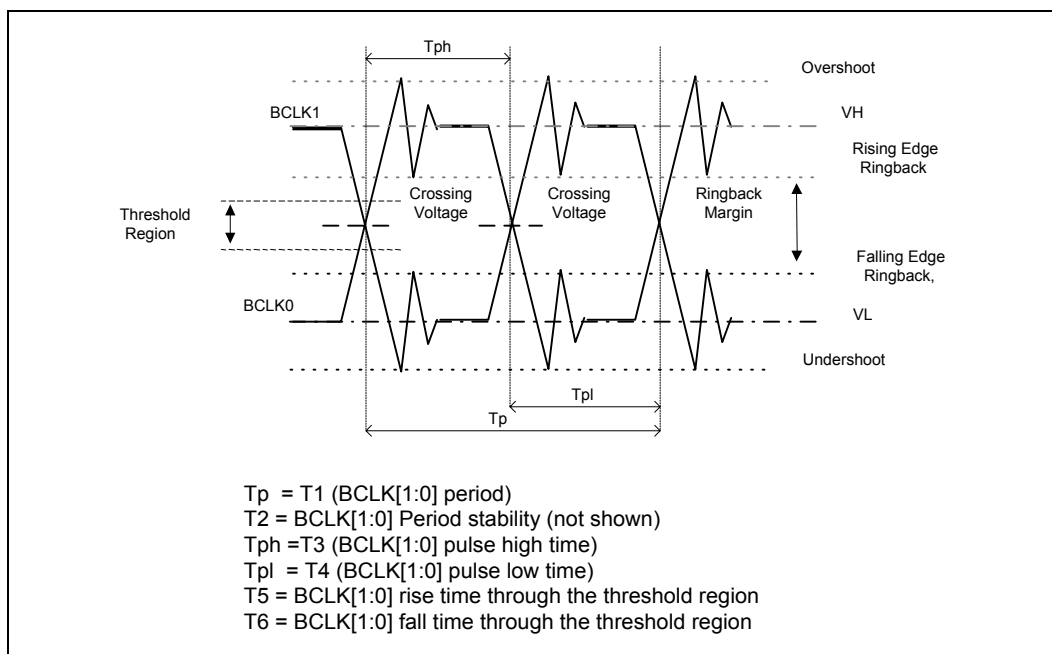 Tph
Overshoot
BCLK1
VH
Rising Edge
Ringback
Crossing
Voltage
Crossing
Voltage
Ringback
Margin
Threshold
Region
Falling Edge
Ringback,
BCLK0
VL
Undershoot
Tpl
Tp
Tp = T1 (BCLK[1:0] period)
T2 = BCLK[1:0] Period stability (not shown)
Tph =T3 (BCLK[1:0] pulse high time)
Tpl = T4 (BCLK[1:0] pulse low time)
T5 = BCLK[1:0] rise time through the threshold region
T6 = BCLK[1:0] fall time through the threshold region